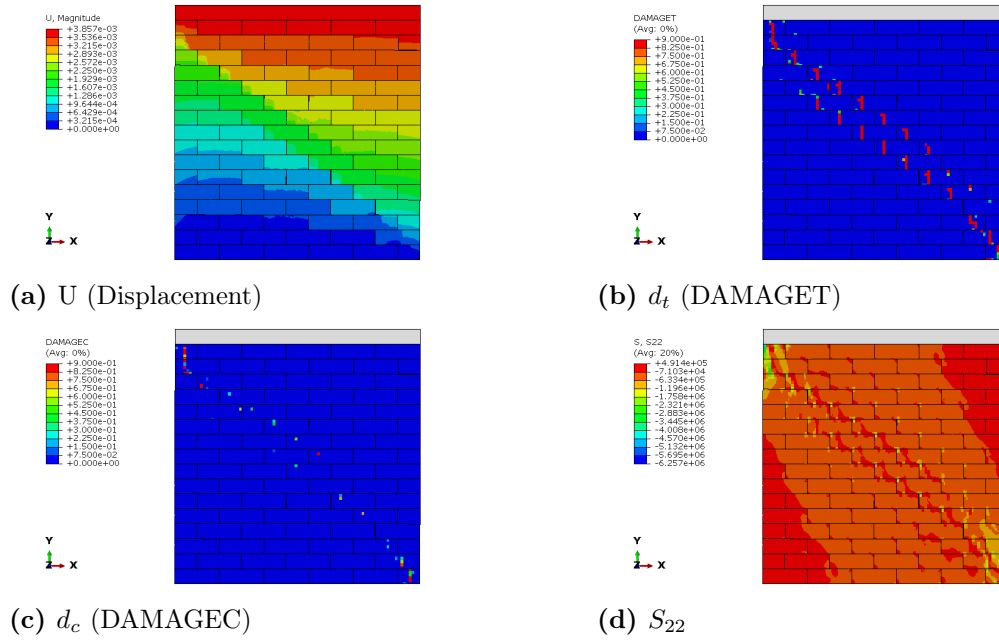 U, Magnitude
+3.857e-03
+3.536e-03
+3.215e-03
+2.893e-03
+2.572e-03
+2.250e-03
+1.929e-03
+1.607e-03
+1.286e-03
+9.644e-04
+6.429e-04
+3.215e-04
+0.000e+00
Y
Z X
(a) U (Displacement)
DAMAGET
(Avg: 0%)
+9.000e-01
+8.250e-01
+7.500e-01
+6.750e-01
+6.000e-01
+5.250e-01
+4.500e-01
+3.750e-01
+3.000e-01
+2.250e-01
+1.500e-01
+7.500e-02
+0.000e+00
Y
Z X
(b) dt (DAMAGET)
DAMAGEC
(Avg: 0%)
+9.000e-01
+8.250e-01
+7.500e-01
+6.750e-01
+6.000e-01
+5.250e-01
+4.500e-01
+3.750e-01
+3.000e-01
+2.250e-01
+1.500e-01
+7.500e-02
+0.000e+00
Y
Z X
(c) dc (DAMAGEC)
S, S22
(Avg: 20%)
+4.914e+05
-7.103e+04
-6.334e+05
-1.196e+06
-1.758e+06
-2.321e+06
-2.883e+06
-3.445e+06
-4.008e+06
-4.570e+06
-5.132e+06
-5.695e+06
-6.257e+06
Y
Z X
(d) S22